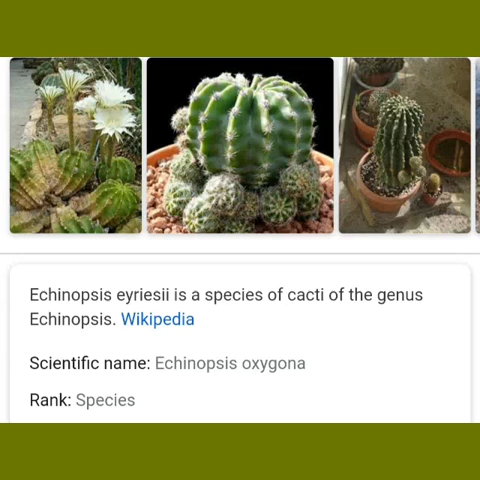 Echinopsis eyriesii is a species of cacti of the genus
Echinopsis. Wikipedia
Scientific name: Echinopsis oxygona
Rank: Species